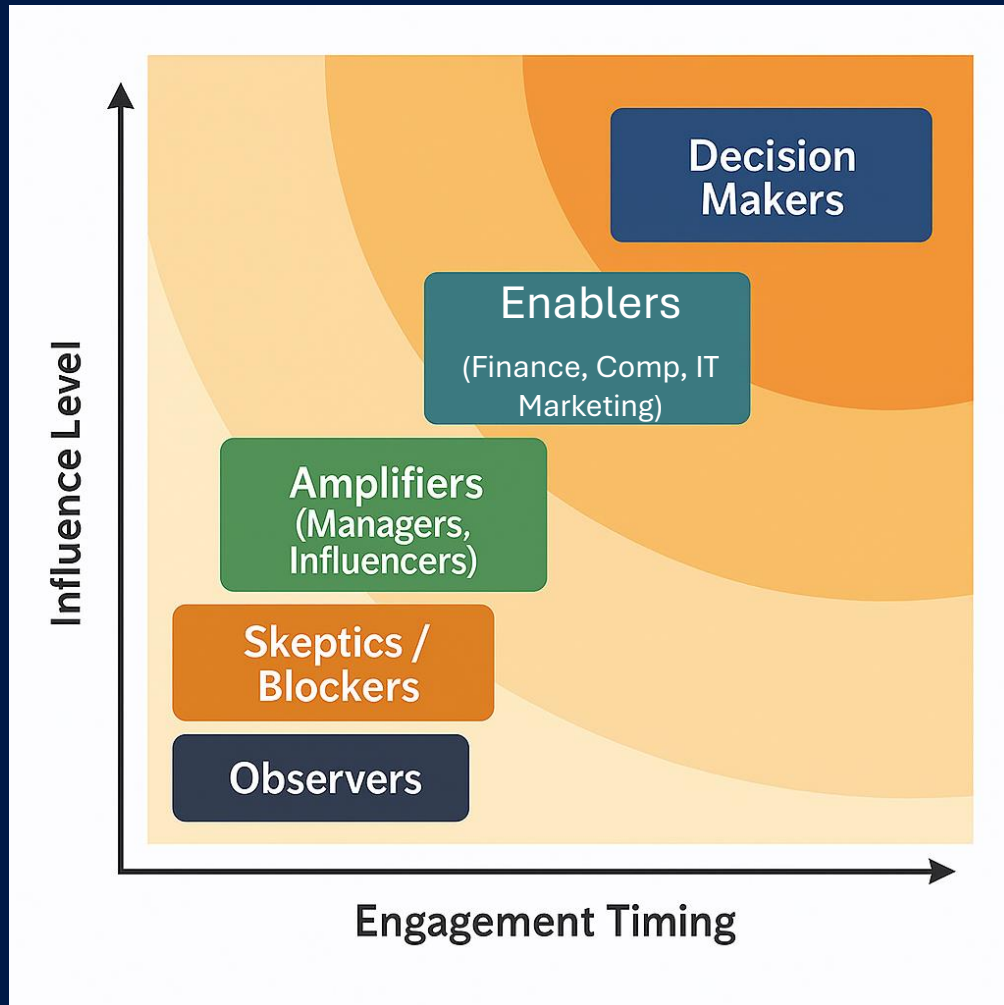 Decision
Makers
Enablers
(Finance, Comp, IT
Marketing)
Amplifiers
(Managers,
Influencers)
Skeptics /
Blockers
Observers
Influence Level
Engagement Timing